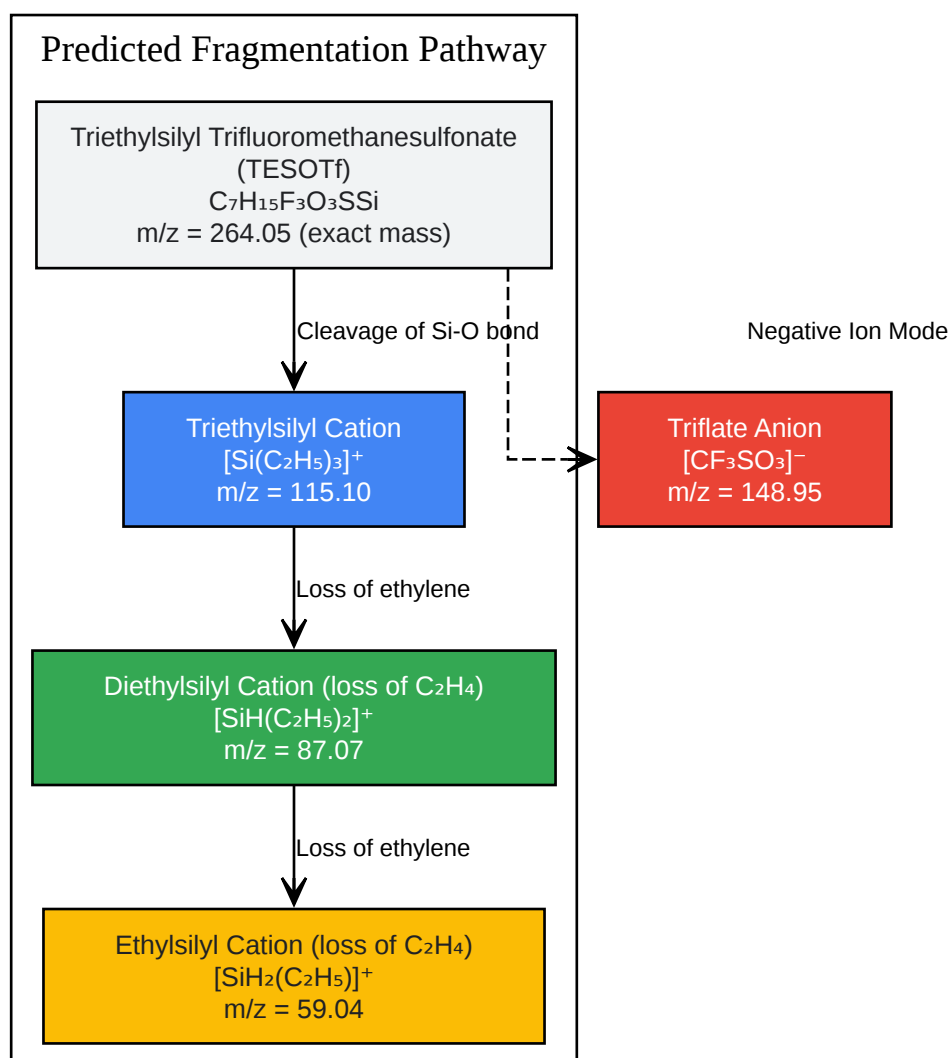 Predicted Fragmentation Pathway
Triethylsilyl Trifluoromethanesulfonate
(TESOTf)
C₇H₁₅F₃O₃SSi
m/z = 264.05 (exact mass)
Cleavage of Si-O bond
Negative Ion Mode
Triethylsilyl Cation
[Si(C₂H₅)₃]⁺
m/z = 115.10
Triflate Anion
[CF₃SO₃]⁻
m/z = 148.95
Loss of ethylene
Diethylsilyl Cation (loss of C₂H₄)
[SiH(C₂H₅)₂]⁺
m/z = 87.07
Loss of ethylene
Ethylsilyl Cation (loss of C₂H₄)
[SiH₂(C₂H₅)]⁺
m/z = 59.04